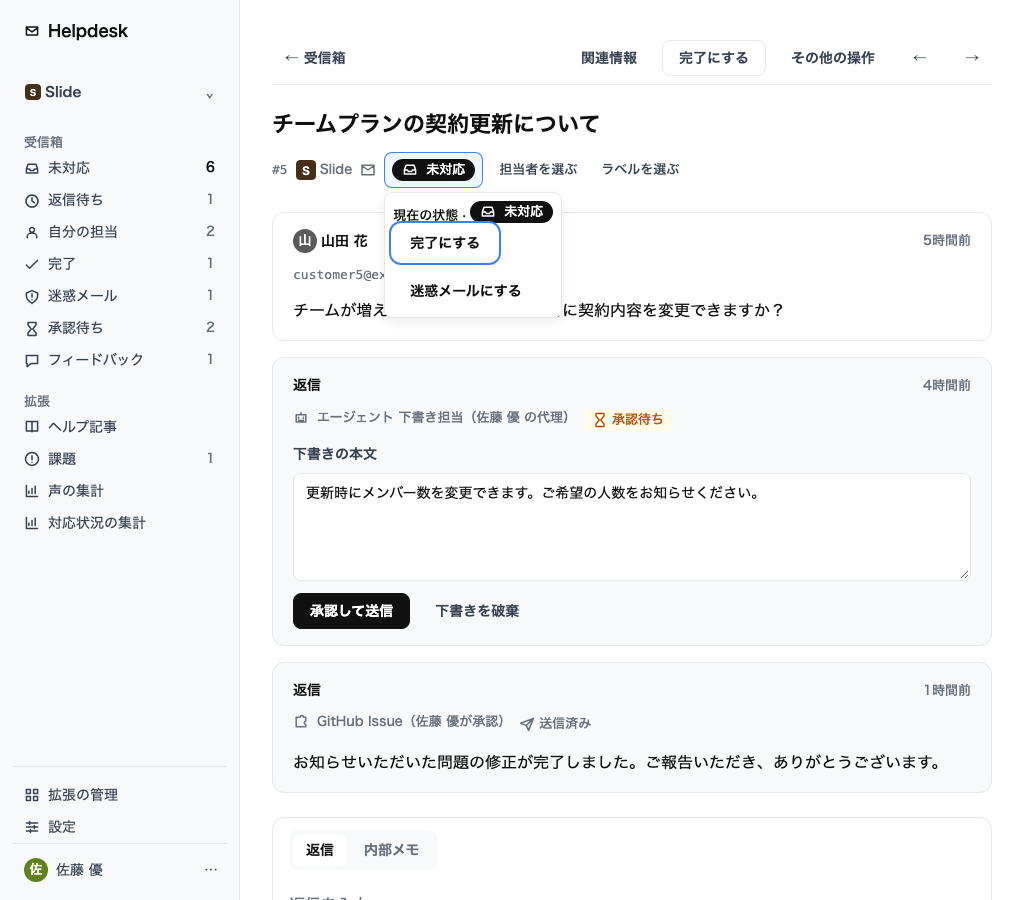 Helpdesk
S Slide
受信箱
未対応 6
返信待ち 1
自分の担当 2
完了 1
迷惑メール 1
承認待ち 2
フィードバック 1
拡張
ヘルプ記事
課題 1
声の集計
対応状況の集計
拡張の管理
設定
佐 佐藤 優 ⋯
← 受信箱 関連情報 完了にする その他の操作 ← →
チームプランの契約更新について
#5 S Slide 未対応 担当者を選ぶ ラベルを選ぶ
現在の状態 · 未対応
完了にする
迷惑メールにする
山 山田 花 5時間前
customer5@ex
チームが増え に契約内容を変更できますか？
返信 4時間前
エージェント 下書き担当（佐藤 優 の代理） 承認待ち
下書きの本文
更新時にメンバー数を変更できます。ご希望の人数をお知らせください。
承認して送信 下書きを破棄
返信 1時間前
GitHub Issue（佐藤 優が承認） 送信済み
お知らせいただいた問題の修正が完了しました。ご報告いただき、ありがとうございます。
返信 内部メモ